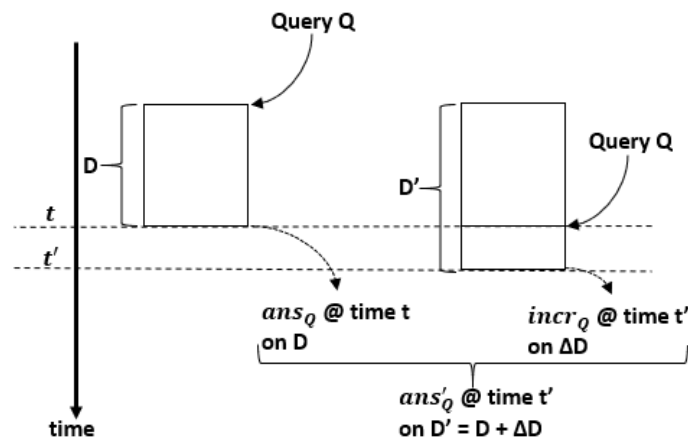 Query Q
Query Q
D
D’
t
t′
ans_Q @ time t
on D
incr_Q @ time t’
on ΔD
ans′_Q @ time t’
on D’ = D + ΔD
time